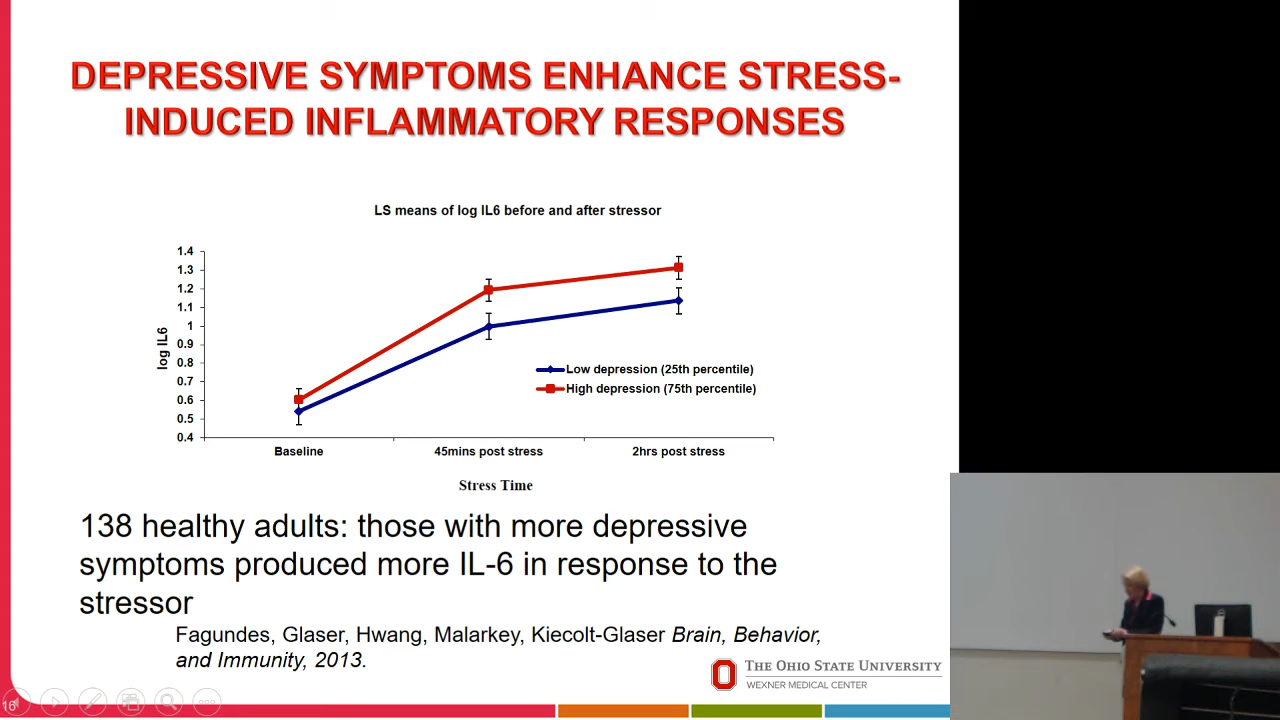 DEPRESSIVE SYMPTOMS ENHANCE STRESS-
INDUCED INFLAMMATORY RESPONSES
LS means of log IL6 before and after stressor
1.4
1.3
1.2
1.1
1
0.9
0.8
0.7
0.6
0.5
0.4
log IL6
Low depression (25th percentile)
High depression (75th percentile)
Baseline
45mins post stress
2hrs post stress
Stress Time
138 healthy adults: those with more depressive
symptoms produced more IL-6 in response to the
stressor
Fagundes, Glaser, Hwang, Malarkey, Kiecolt-Glaser Brain, Behavior,
and Immunity, 2013.
THE OHIO STATE UNIVERSITY
WEXNER MEDICAL CENTER
16